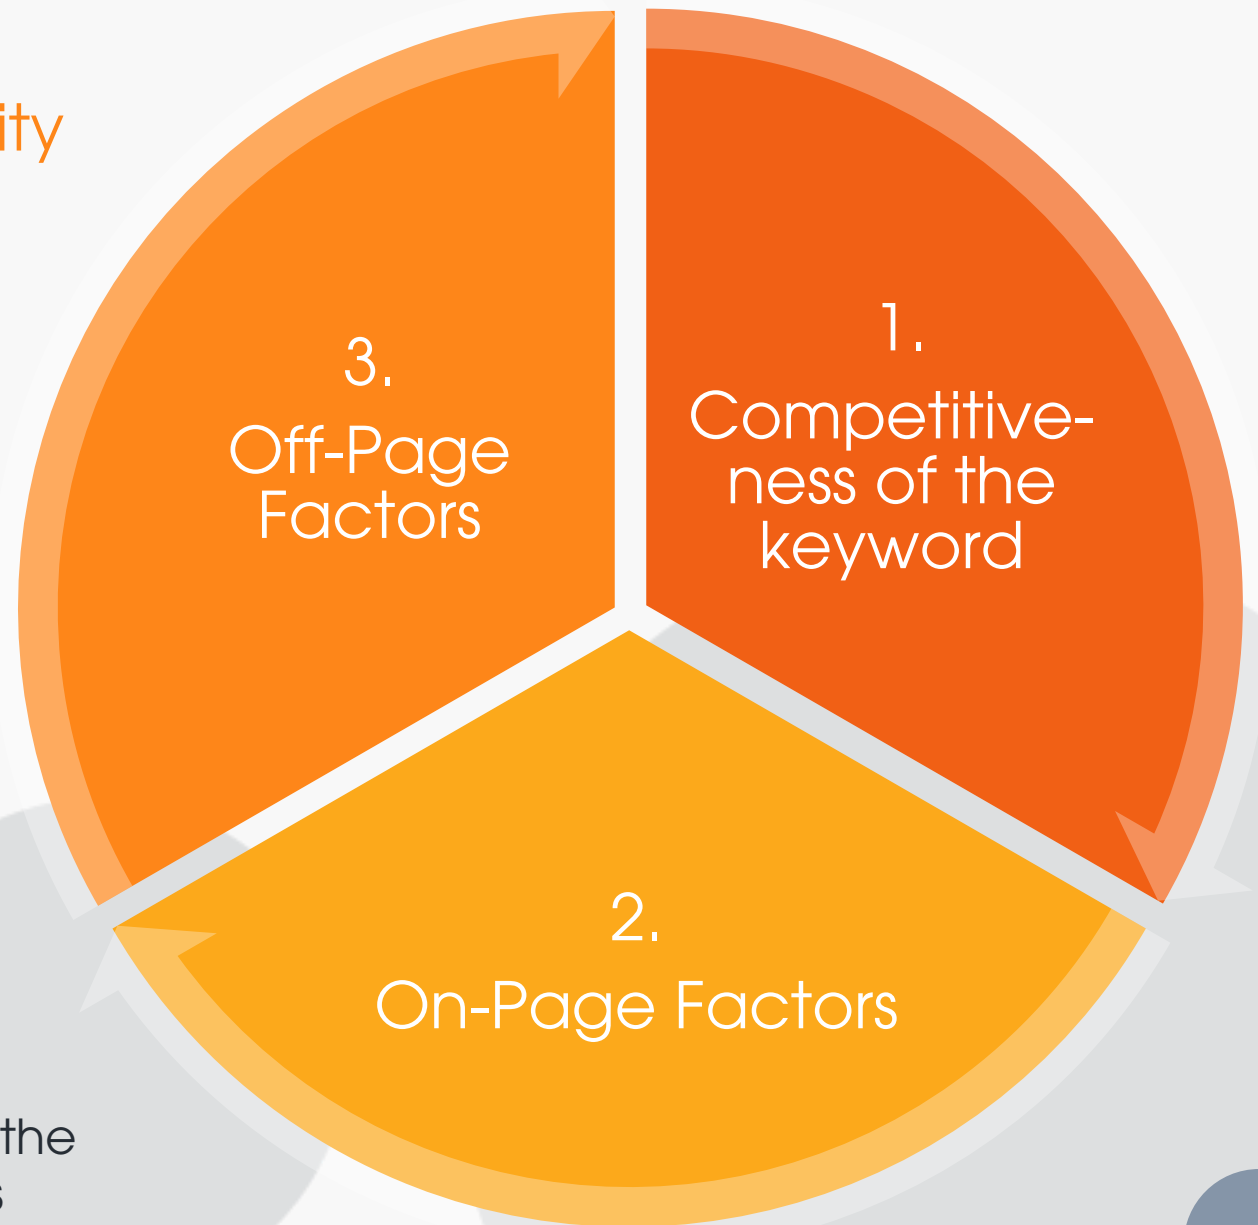 ity
3.
Off-Page
Factors
1.
Competitive-
ness of the
keyword
2.
On-Page Factors
the
s